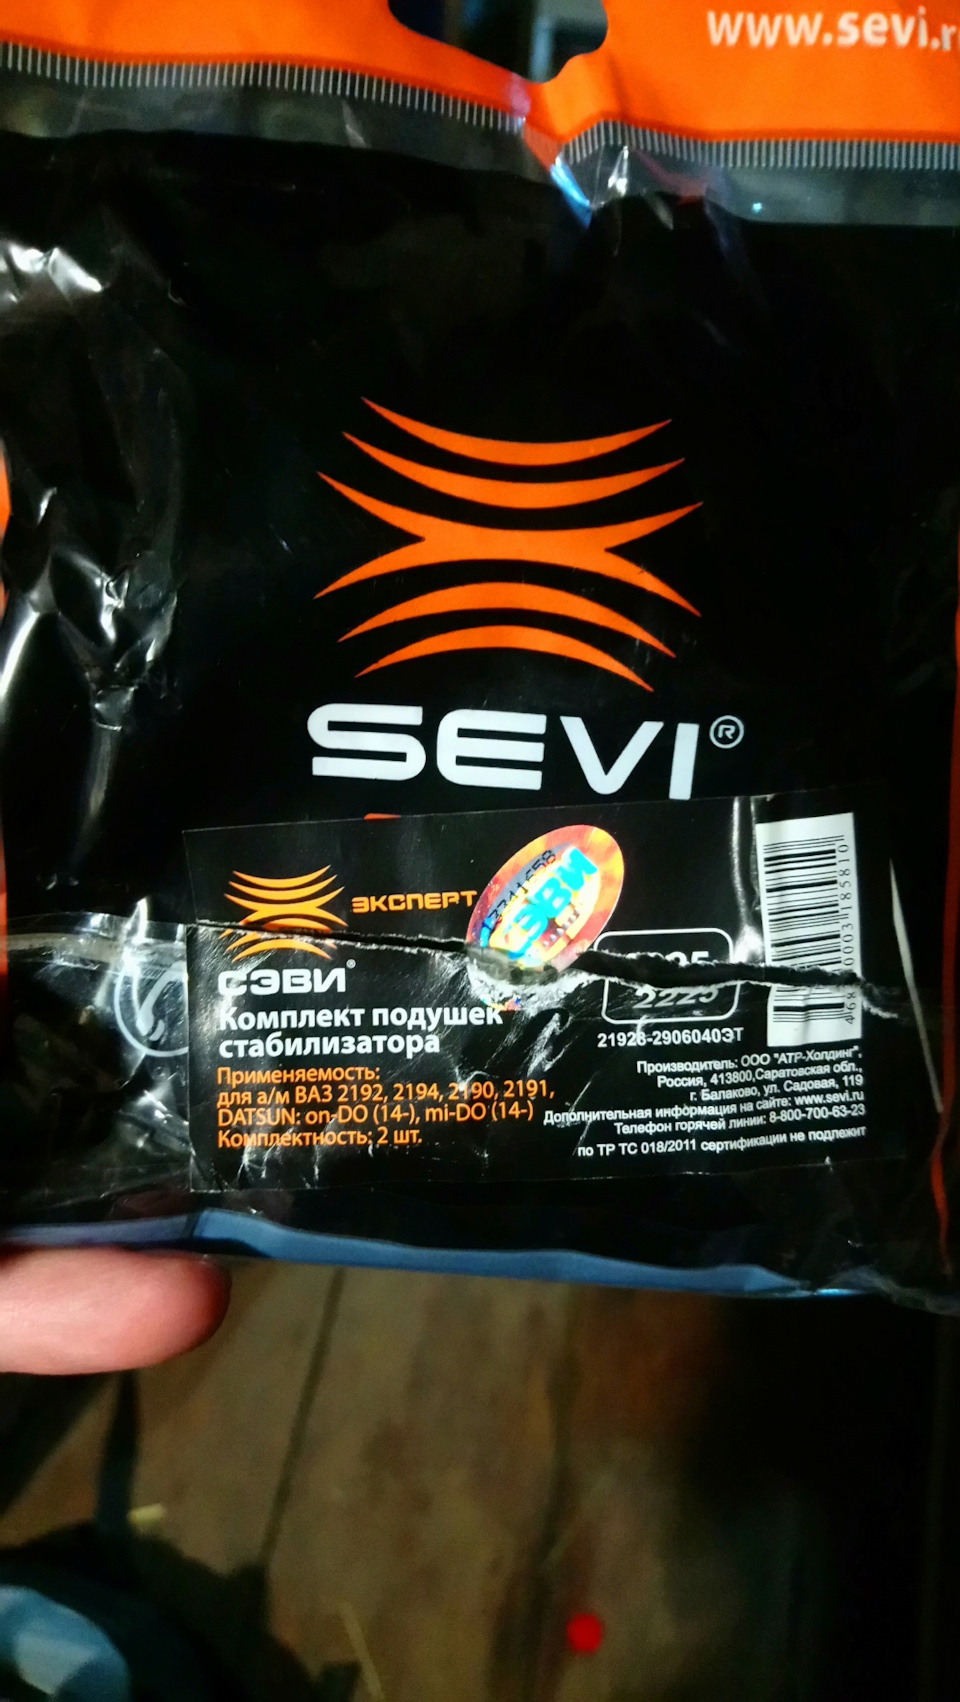 www.sevi.r
SEVI®
ЭКСПЕРТ
СЭВИ®
СЭВИ
Комплект подушек
стабилизатора
Применяемость:
для а/м ВАЗ 2192, 2194, 2190, 2191,
DATSUN: on-DO (14-), mi-DO (14-)
Комплектность: 2 шт.
2225
21928-2906040ЭТ
Производитель: ООО "АТР-Холдинг",
Россия, 413800,Саратовская обл.,
г. Балаково, ул. Садовая, 119
Дополнительная информация на сайте: www.sevi.ru
Телефон горячей линии: 8-800-700-63-23
по ТР ТС 018/2011 сертификации не подлежит